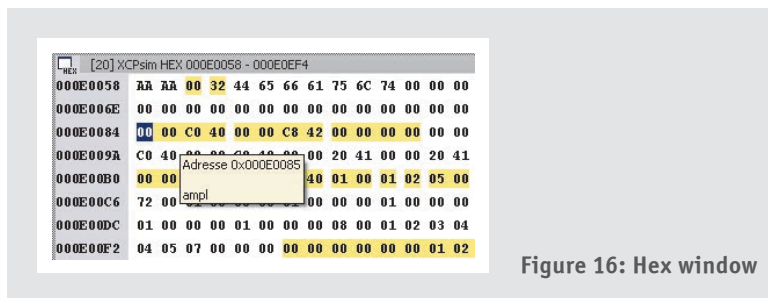 [20] XCPsim HEX 000E0058 - 000E0EF4
HEX
000E0058 AA AA 00 32 44 65 66 61 75 6C 74 00 00 00
000E006E 00 00 00 00 00 00 00 00 00 00 00 00 00 00
000E0084 00 00 C0 40 00 00 C8 42 00 00 00 00 00 00
000E009A C0 40 00 20 41 00 00 20 41
Adresse 0x000E0085
000E00B0 00 00 40 01 00 01 02 05 00
ampl
000E00C6 72 00 00 00 00 01 00 00 00
000E00DC 01 00 00 00 01 00 00 00 08 00 01 02 03 04
000E00F2 04 05 07 00 00 00 00 00 00 00 00 00 01 02
Figure 16: Hex window